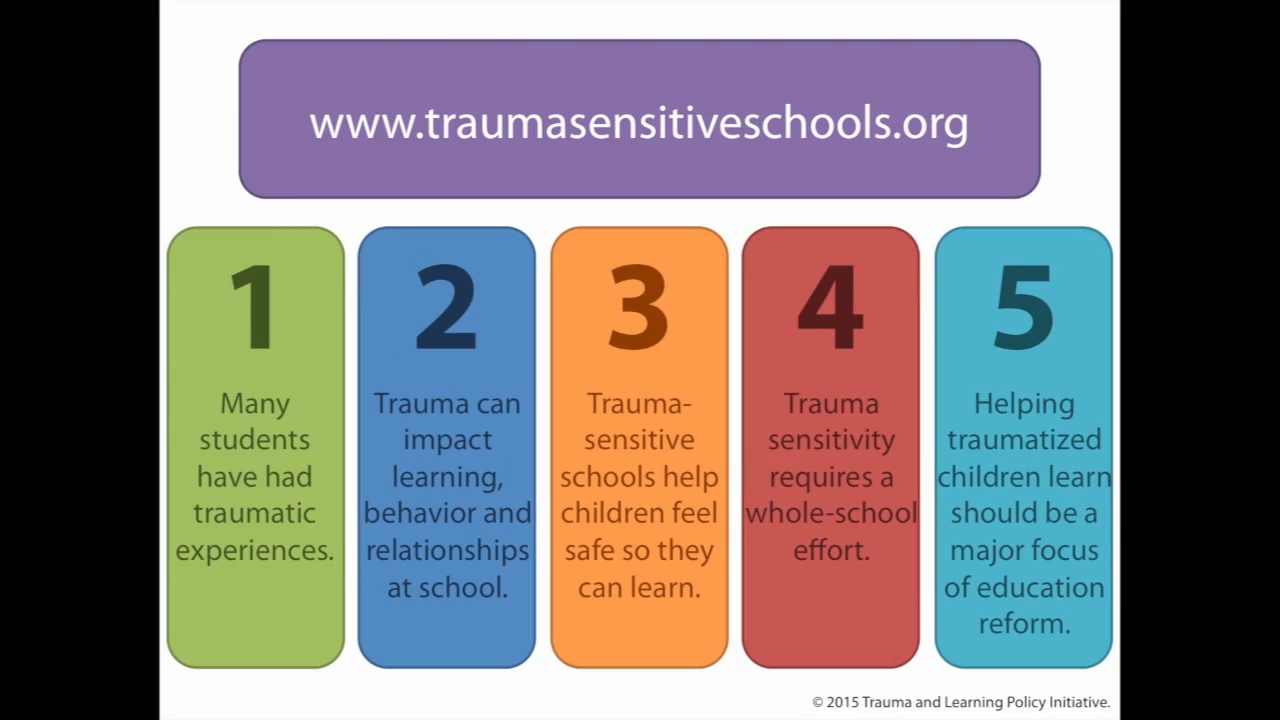 www.traumasensitiveschools.org
1
Many
students
have had
traumatic
experiences.
2
Trauma can
impact
learning,
behavior and
relationships
at school.
3
Trauma-
sensitive
schools help
children feel
safe so they
can learn.
4
Trauma
sensitivity
requires a
whole-school
effort.
5
Helping
traumatized
children learn
should be a
major focus
of education
reform.
© 2015 Trauma and Learning Policy Initiative.